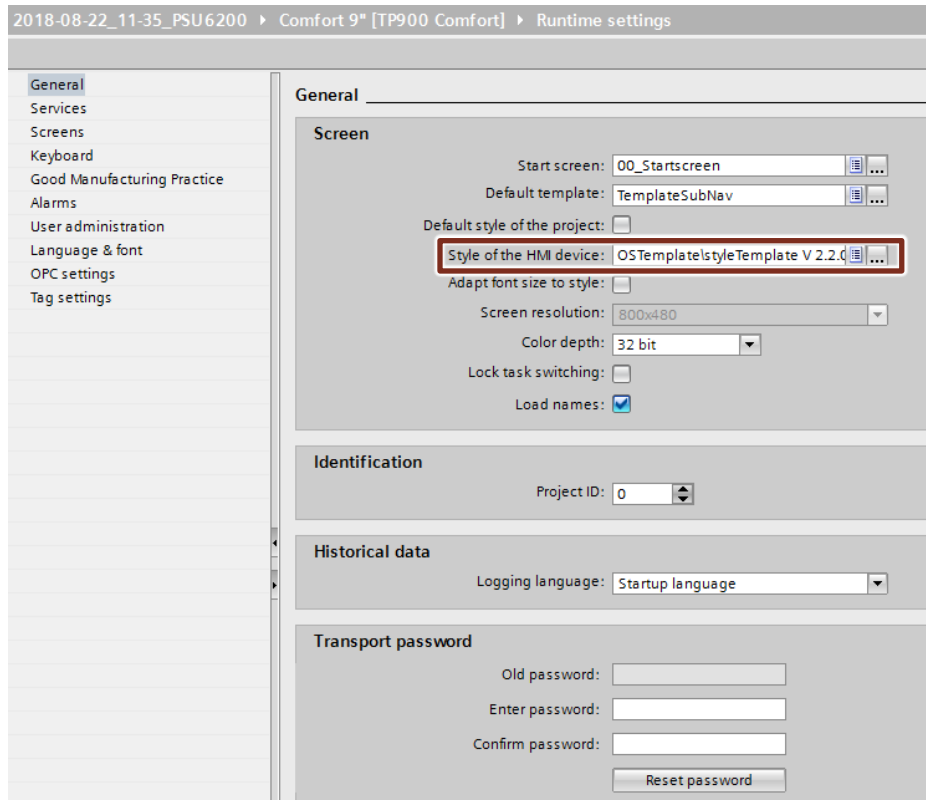 2018-08-22_11-35_PSU6200 ▸ Comfort 9" [TP900 Comfort] ▸ Runtime settings
General
Services
Screens
Keyboard
Good Manufacturing Practice
Alarms
User administration
Language & font
OPC settings
Tag settings
General
Screen
Start screen: 00_Startscreen ...
Default template: TemplateSubNav ...
Default style of the project:
Style of the HMI device: OSTemplate\styleTemplate V 2.2.0 ...
Adapt font size to style:
Screen resolution: 800x480
Color depth: 32 bit
Lock task switching:
Load names:
Identification
Project ID: 0
Historical data
Logging language: Startup language
Transport password
Old password:
Enter password:
Confirm password:
Reset password